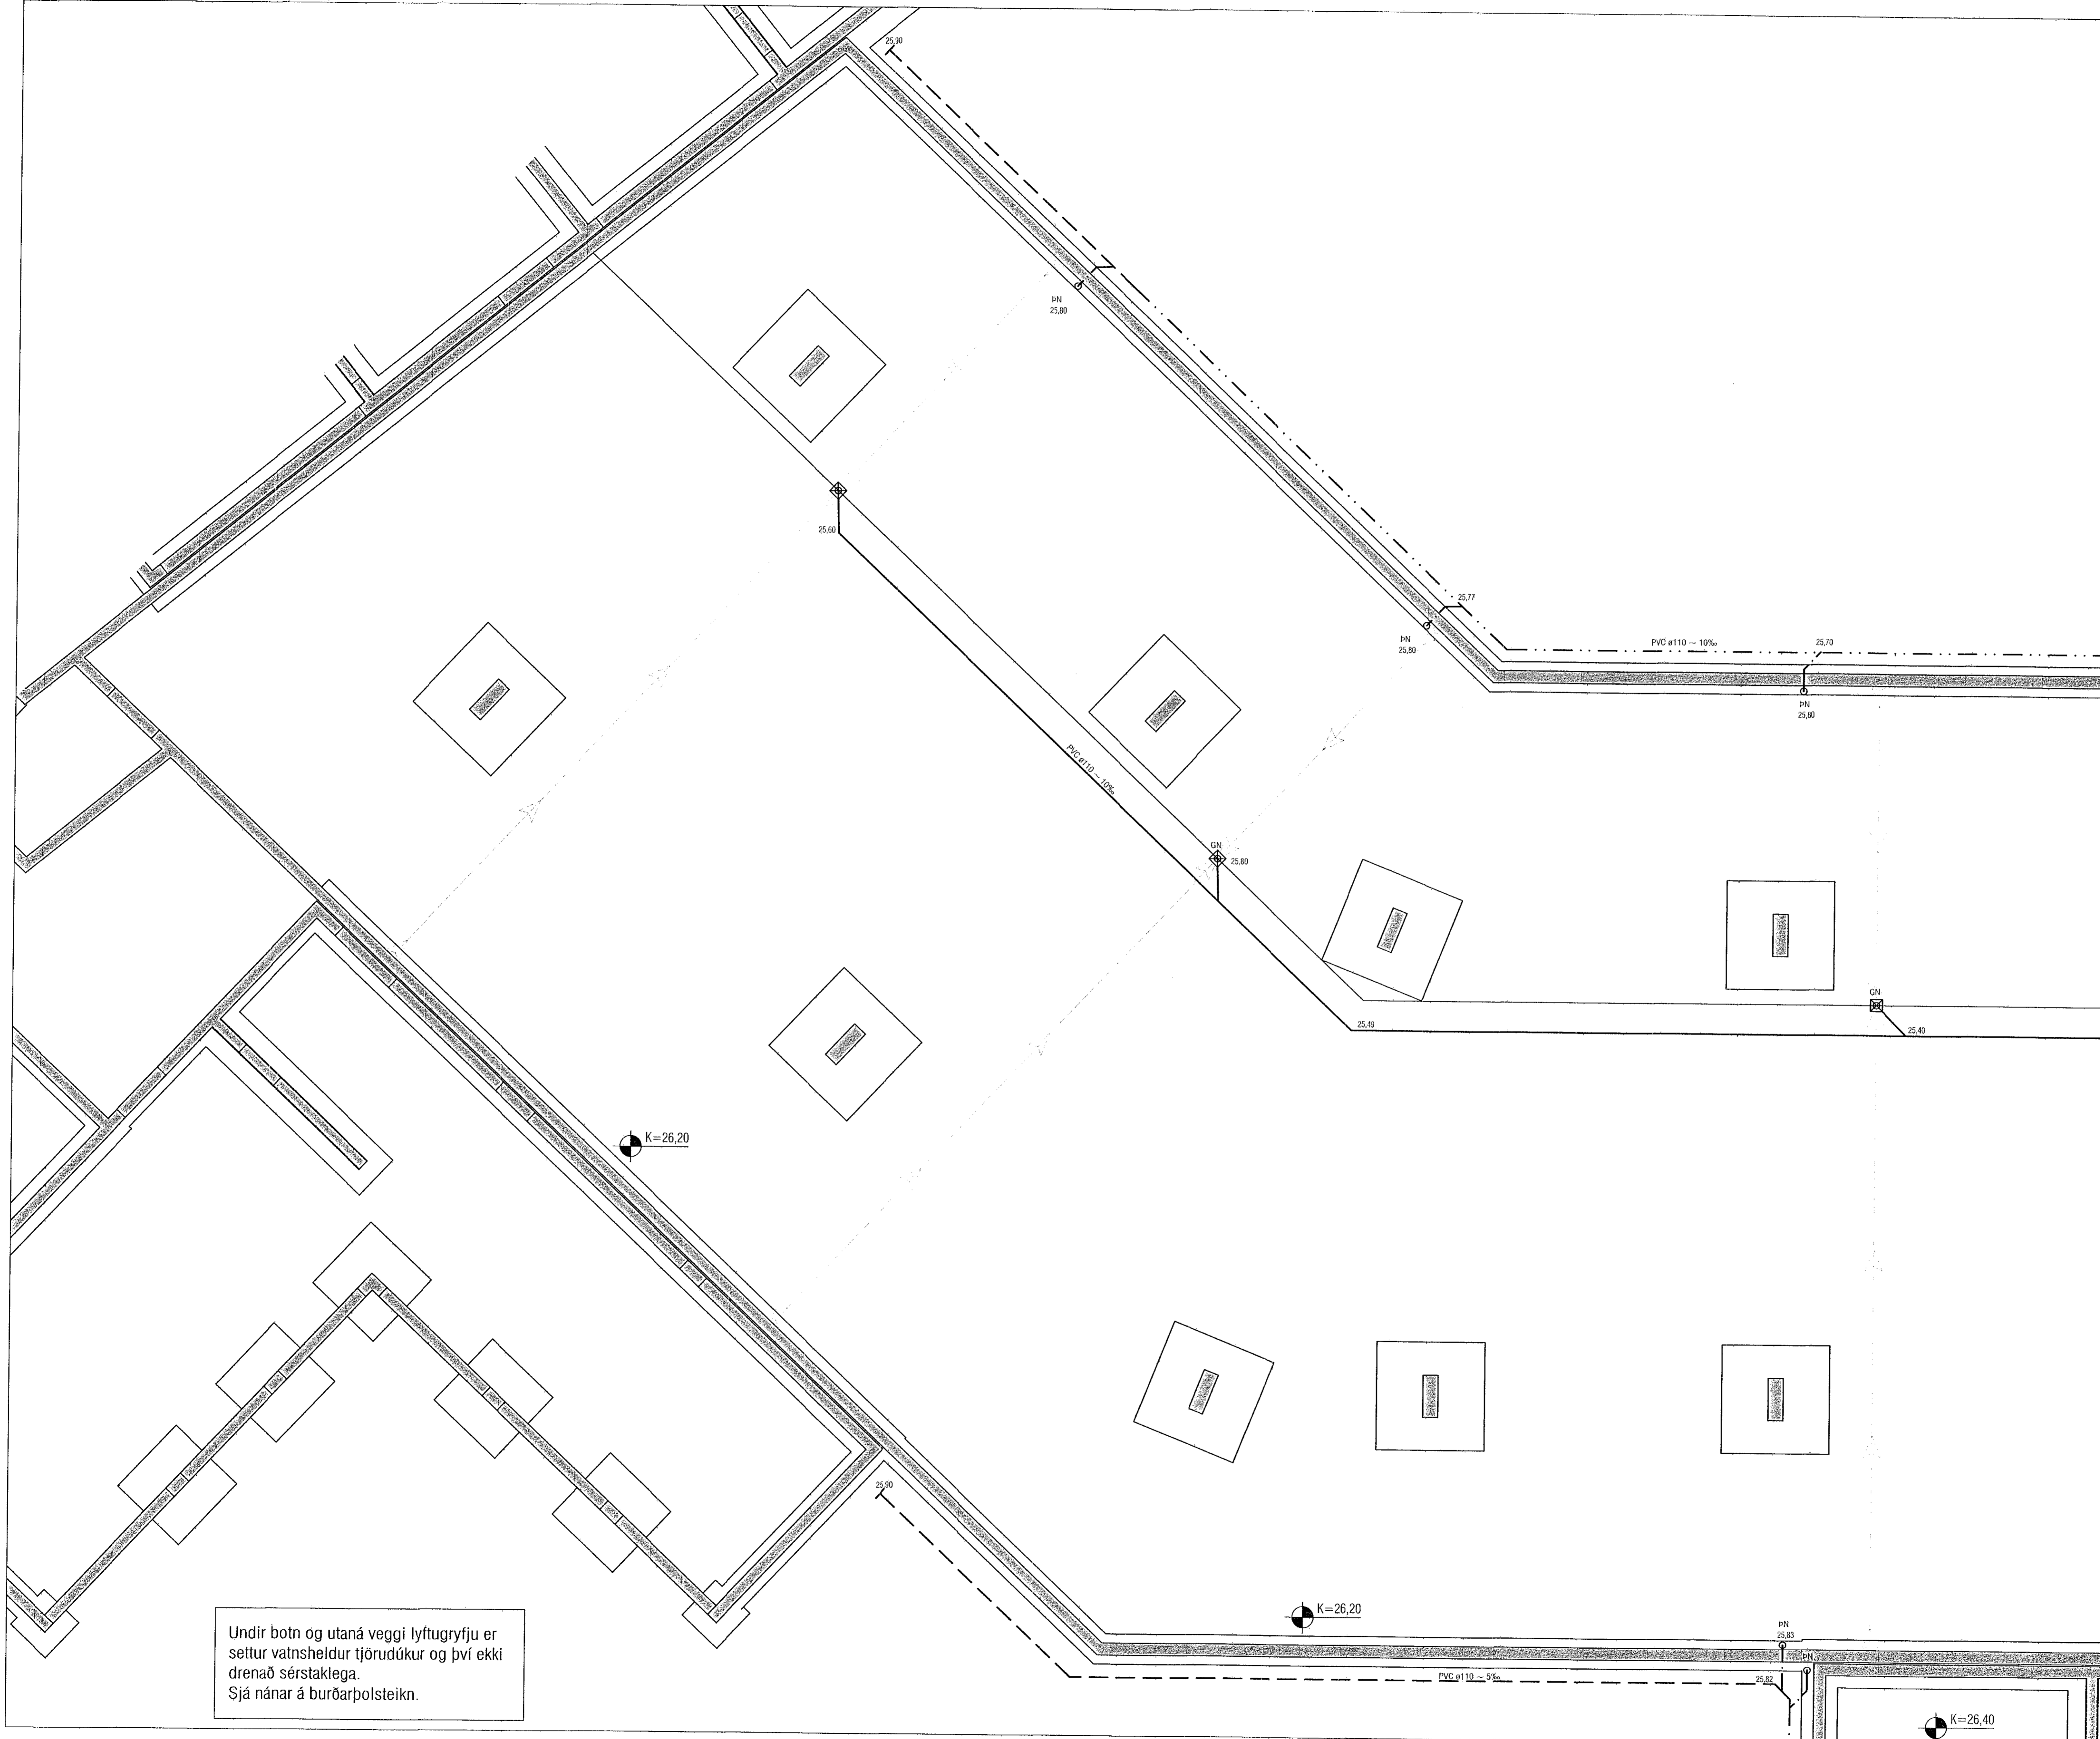 25,90
ÞN
25,80
25,60
25,77
ÞN
25,80
PVC ø110 ~ 10‰
25,70
ÞN
25,80
PVC ø110 ~ 10‰
GN
25,80
GN
25,49
25,40
K=26,20
25,90
K=26,20
ÞN
25,83
ÞN
PVC ø110 ~ 5‰
25,82
K=26,40
Undir botn og utaná veggi lyftugryfju er
settur vatnsheldur tjörudúkur og því ekki
drenað sérstaklega.
Sjá nánar á burðarþolsteikn.